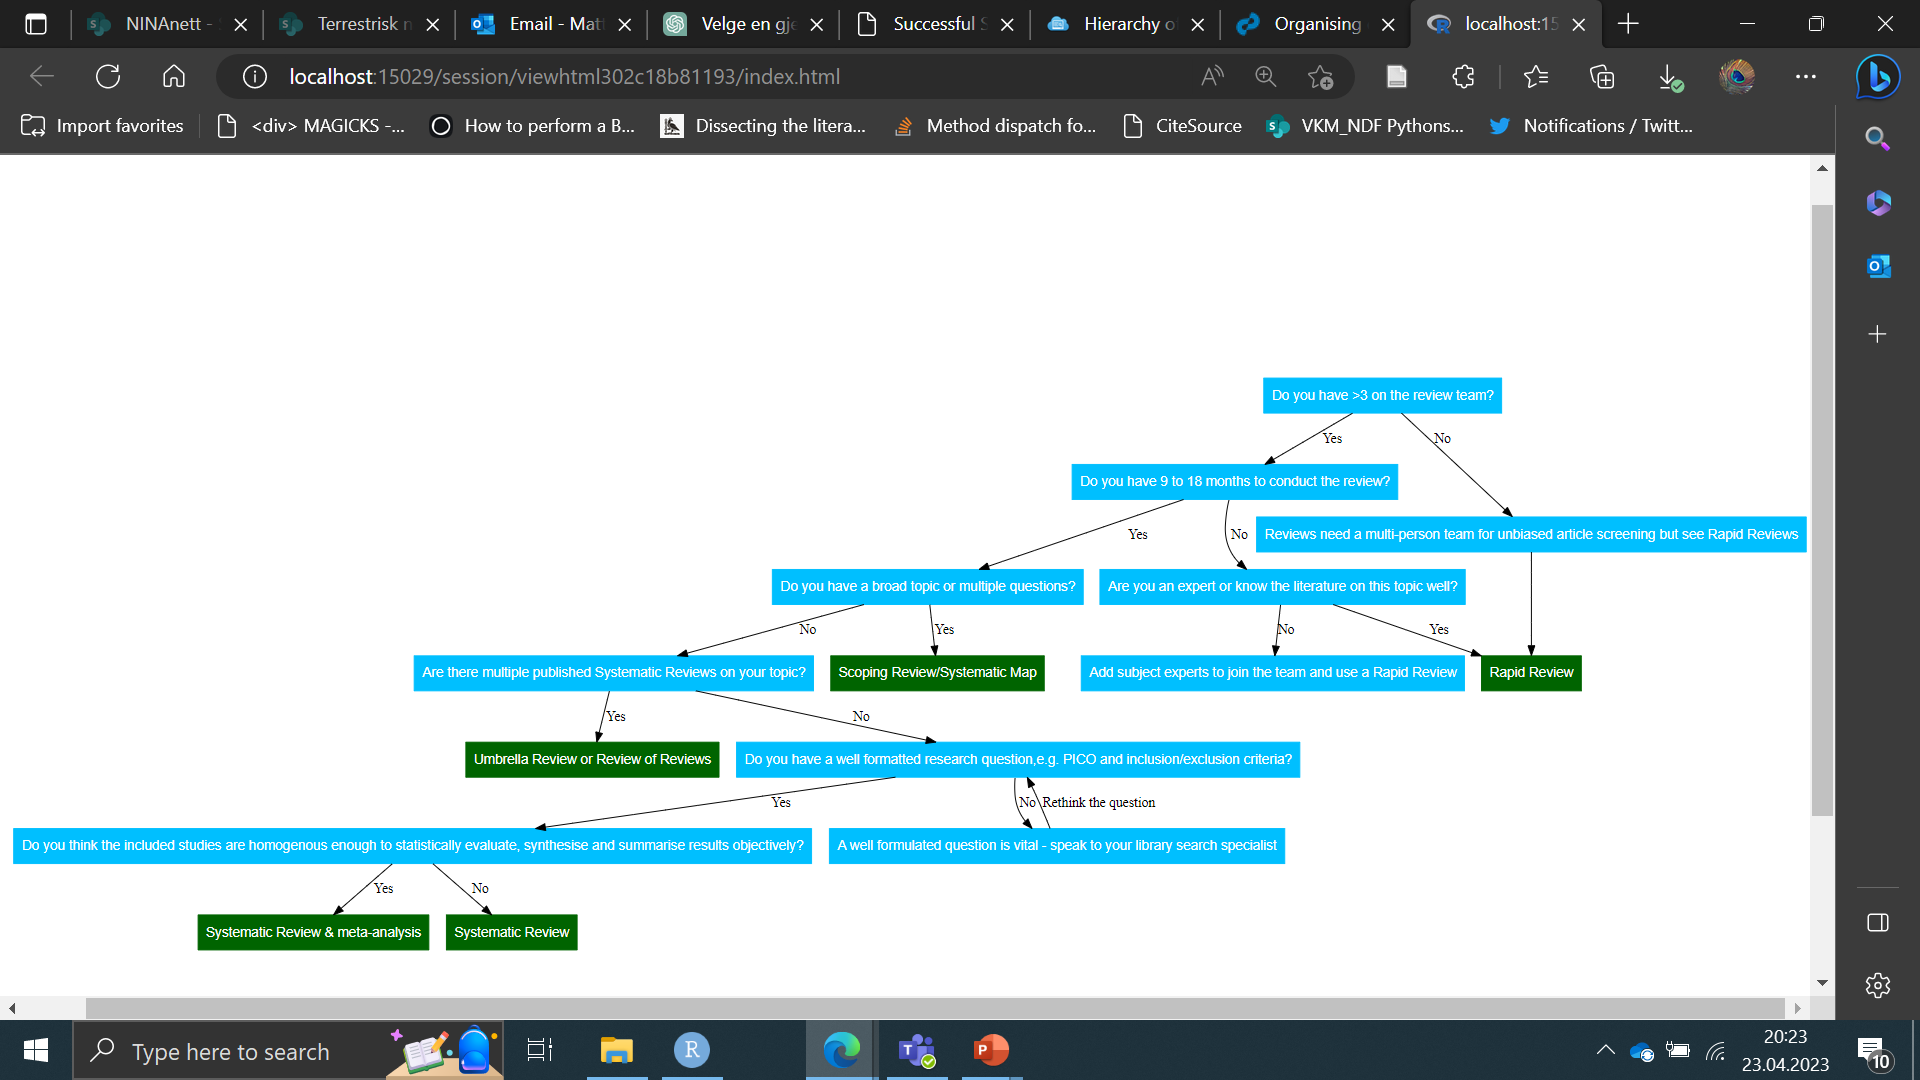 NINAnett -
Terrestrisk
Email - Mat
Velge en gje
Successful S
Hierarchy o
Organising
localhost:15
localhost:15029/session/viewhtml302c18b81193/index.html
Import favorites
<div> MAGICKS -...
How to perform a B...
Dissecting the litera...
Method dispatch fo...
CiteSource
VKM_NDF Pythons...
Notifications / Twitt...
Do you have >3 on the review team?
Yes
No
Do you have 9 to 18 months to conduct the review?
Yes
No
Reviews need a multi-person team for unbiased article screening but see Rapid Reviews
Do you have a broad topic or multiple questions?
Are you an expert or know the literature on this topic well?
No
Yes
No
Yes
Are there multiple published Systematic Reviews on your topic?
Scoping Review/Systematic Map
Add subject experts to join the team and use a Rapid Review
Rapid Review
Yes
No
Umbrella Review or Review of Reviews
Do you have a well formatted research question,e.g. PICO and inclusion/exclusion criteria?
Yes
No
Rethink the question
Do you think the included studies are homogenous enough to statistically evaluate, synthesise and summarise results objectively?
A well formulated question is vital - speak to your library search specialist
Yes
No
Systematic Review & meta-analysis
Systematic Review
Type here to search
20:23
23.04.2023
10